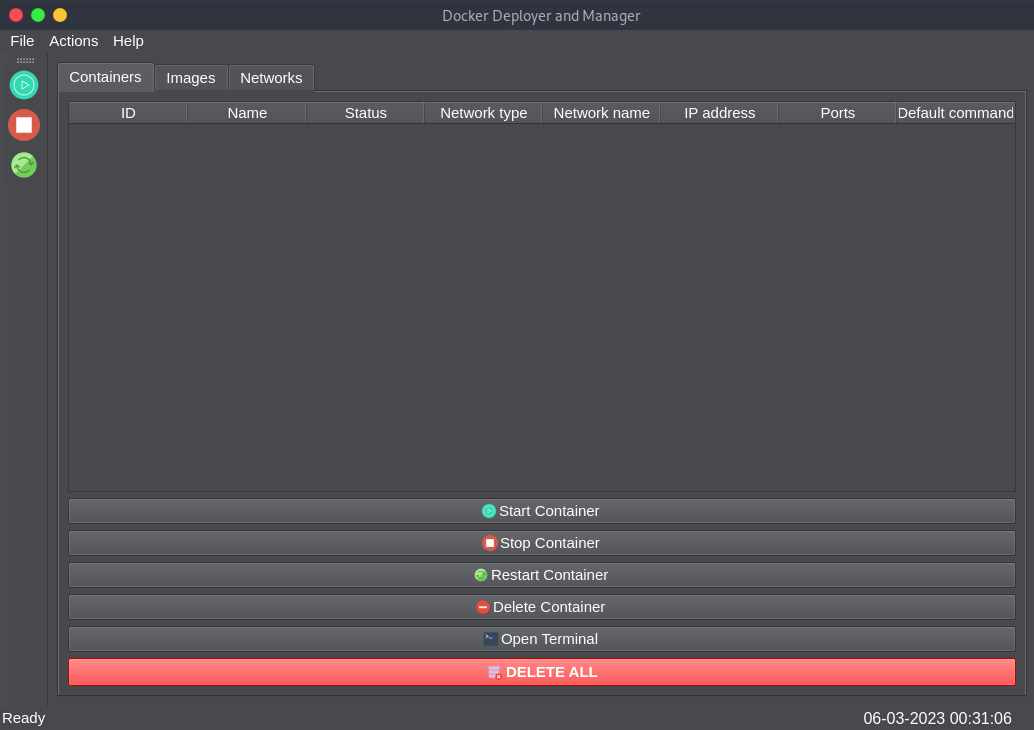 Docker Deployer and Manager
File Actions Help
Containers Images Networks
ID Name Status Network type Network name IP address Ports Default command
Start Container
Stop Container
Restart Container
Delete Container
Open Terminal
DELETE ALL
Ready 06-03-2023 00:31:06